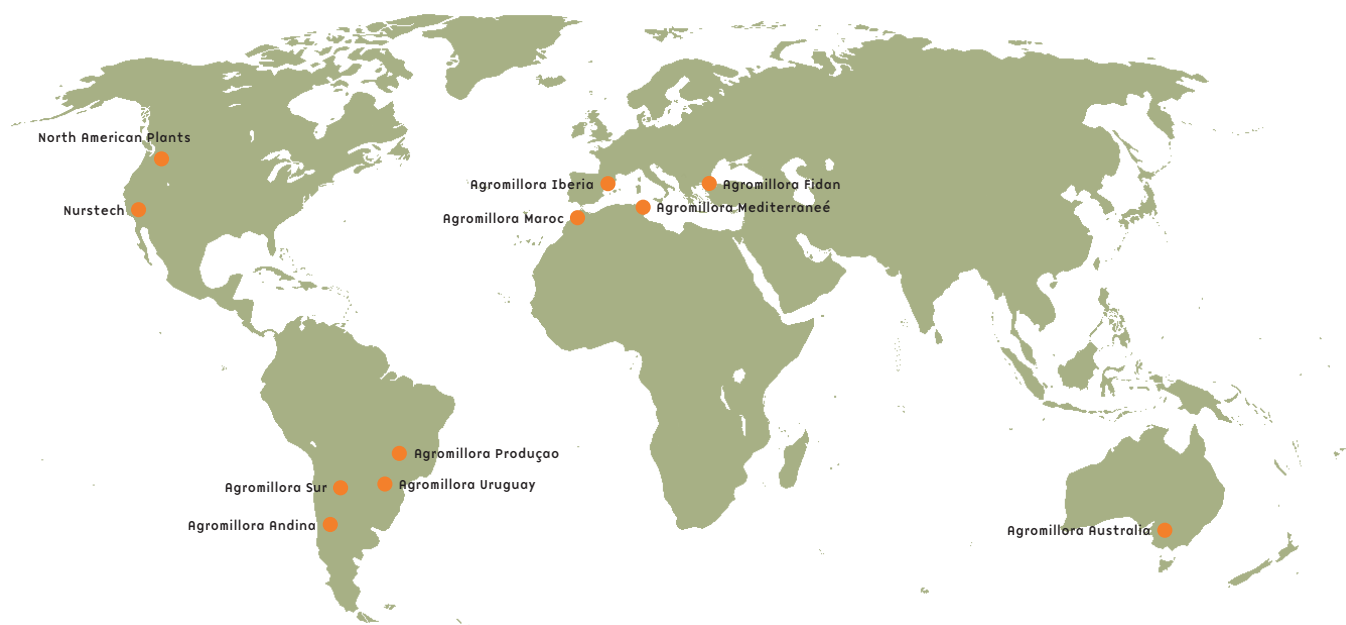 North American Plants
Agromillora Iberia
Agromillora Fidan
Nurstech
Agromillora Mediterraneé
Agromillora Maroc
Agromillora Produçao
Agromillora Sur
Agromillora Uruguay
Agromillora Andina
Agromillora Australia